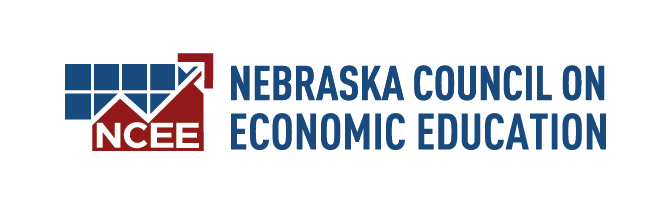 NCEE
NEBRASKA COUNCIL ON
ECONOMIC EDUCATION